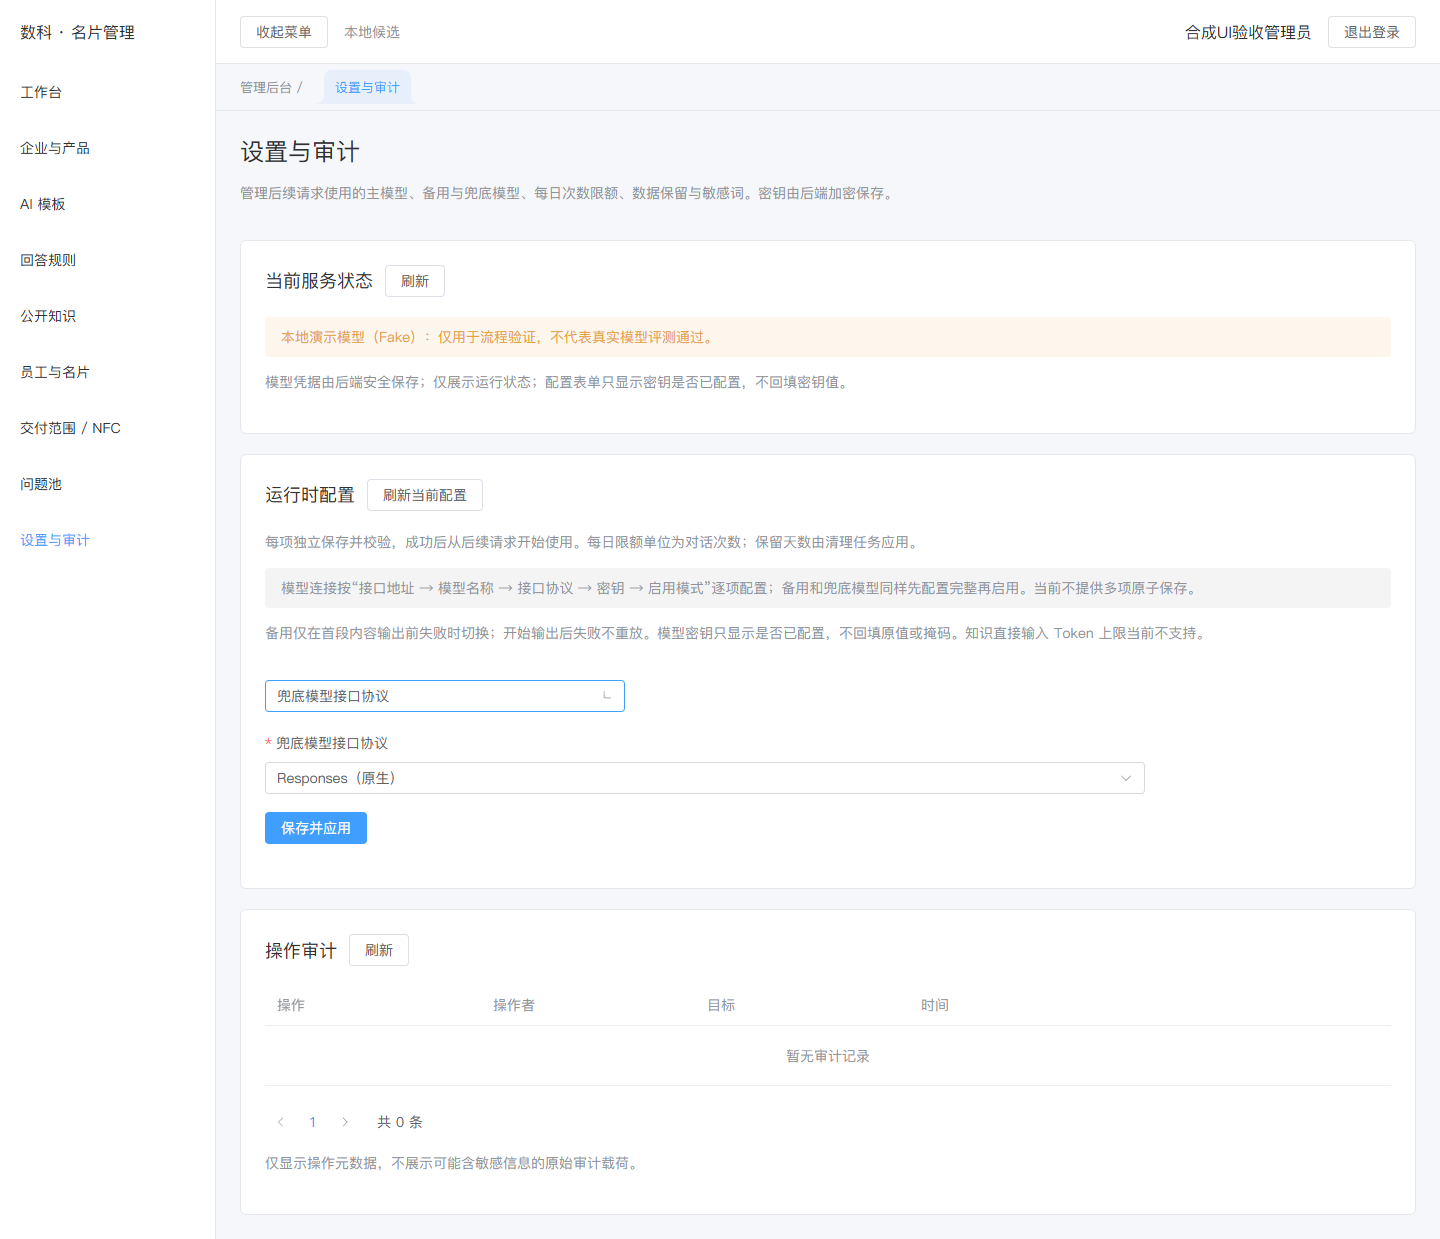 数科 · 名片管理
收起菜单
本地候选
合成UI验收管理员
退出登录
工作台
企业与产品
AI 模板
回答规则
公开知识
员工与名片
交付范围 / NFC
问题池
设置与审计
管理后台 /
设置与审计
设置与审计
管理后续请求使用的主模型、备用与兜底模型、每日次数限额、数据保留与敏感词。密钥由后端加密保存。
当前服务状态
刷新
本地演示模型（Fake）：仅用于流程验证，不代表真实模型评测通过。
模型凭据由后端安全保存；仅展示运行状态；配置表单只显示密钥是否已配置，不回填密钥值。
运行时配置
刷新当前配置
每项独立保存并校验，成功后从后续请求开始使用。每日限额单位为对话次数；保留天数由清理任务应用。
模型连接按“接口地址 → 模型名称 → 接口协议 → 密钥 → 启用模式”逐项配置；备用和兜底模型同样先配置完整再启用。当前不提供多项原子保存。
备用仅在首段内容输出前失败时切换；开始输出后失败不重放。模型密钥只显示是否已配置，不回填原值或掩码。知识直接输入 Token 上限当前不支持。
兜底模型接口协议
* 兜底模型接口协议
Responses（原生）
保存并应用
操作审计
刷新
操作 操作者 目标 时间
暂无审计记录
1 共 0 条
仅显示操作元数据，不展示可能含敏感信息的原始审计载荷。